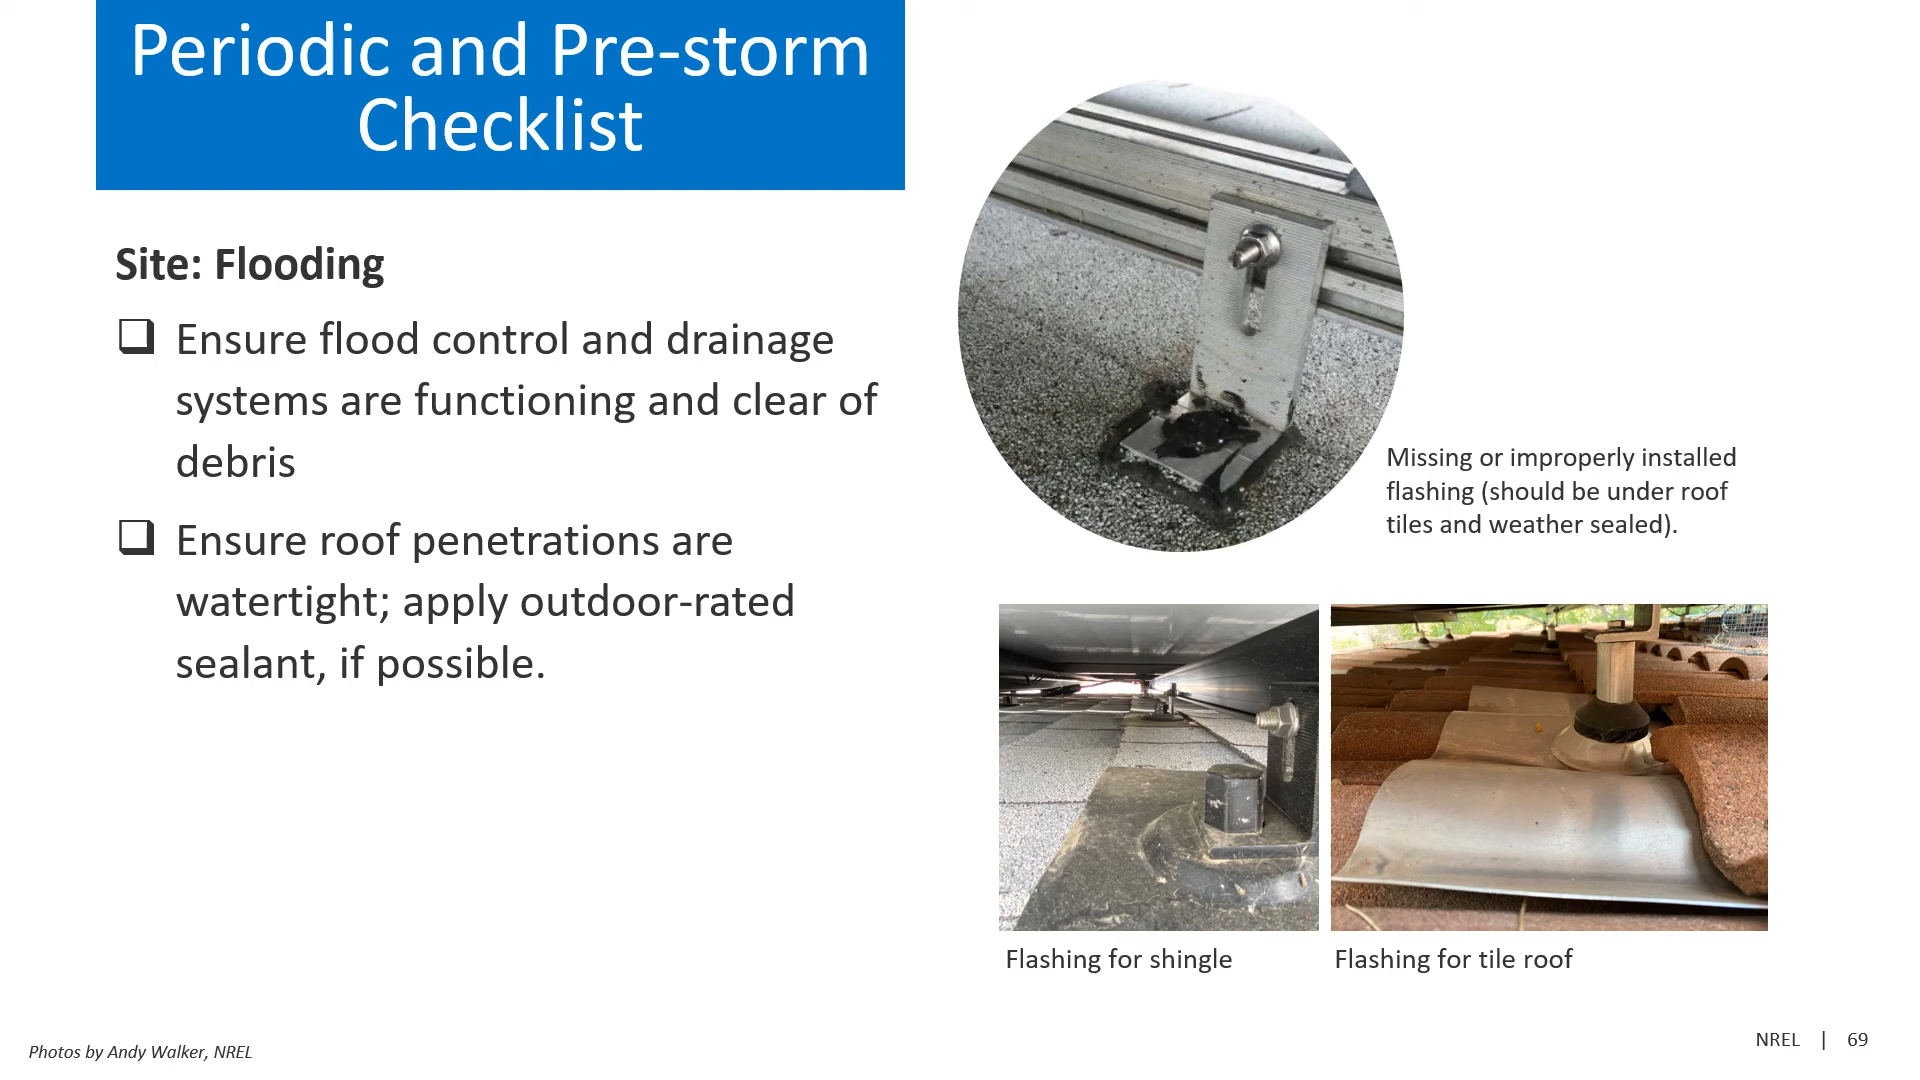 Periodic and Pre-storm
Checklist
Site: Flooding
❑ Ensure flood control and drainage
systems are functioning and clear of
debris
❑ Ensure roof penetrations are
watertight; apply outdoor-rated
sealant, if possible.
Missing or improperly installed
flashing (should be under roof
tiles and weather sealed).
Flashing for shingle
Flashing for tile roof
Photos by Andy Walker, NREL
NREL | 69